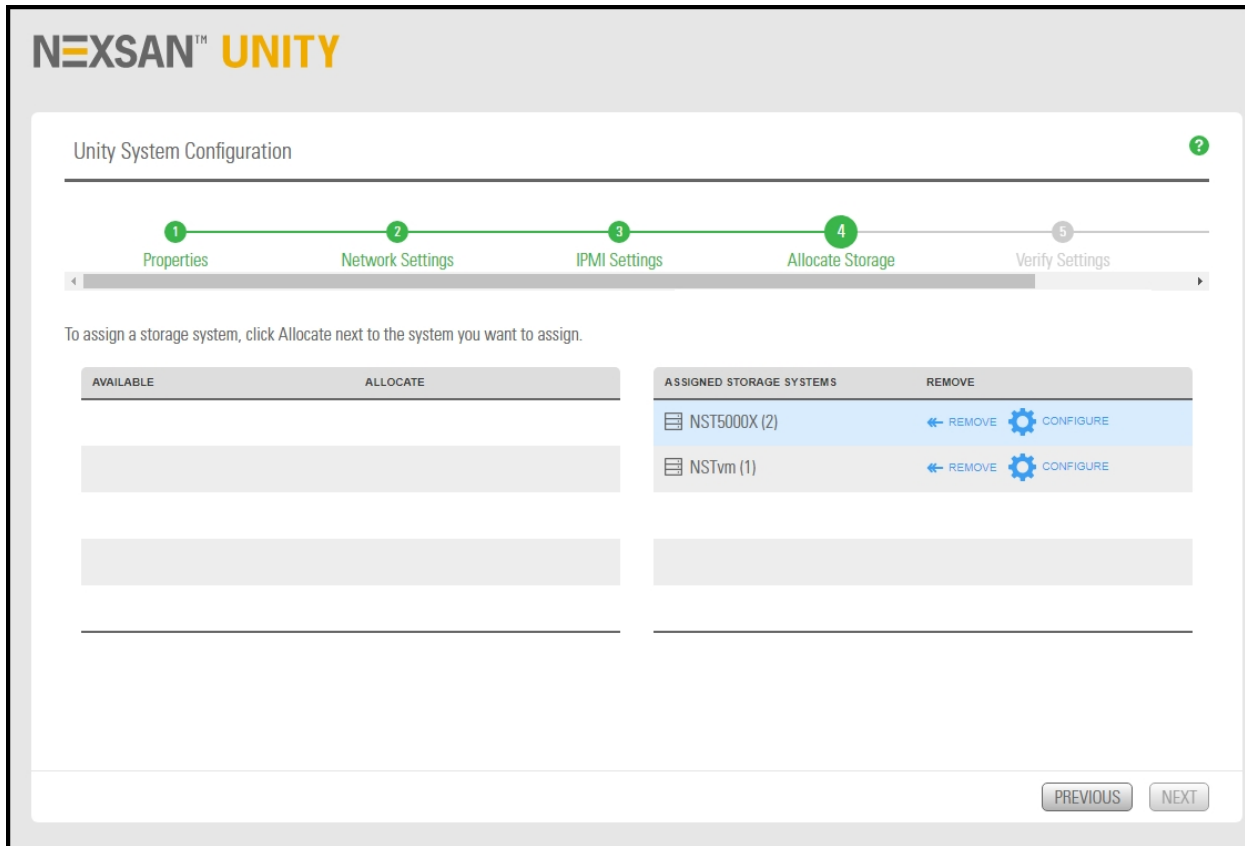 NEXSAN™ UNITY
Unity System Configuration
?
1 2 3 4 5
Properties Network Settings IPMI Settings Allocate Storage Verify Settings
To assign a storage system, click Allocate next to the system you want to assign.
AVAILABLE ALLOCATE ASSIGNED STORAGE SYSTEMS REMOVE
NST5000X (2) REMOVE CONFIGURE
NSTvm (1) REMOVE CONFIGURE
PREVIOUS NEXT